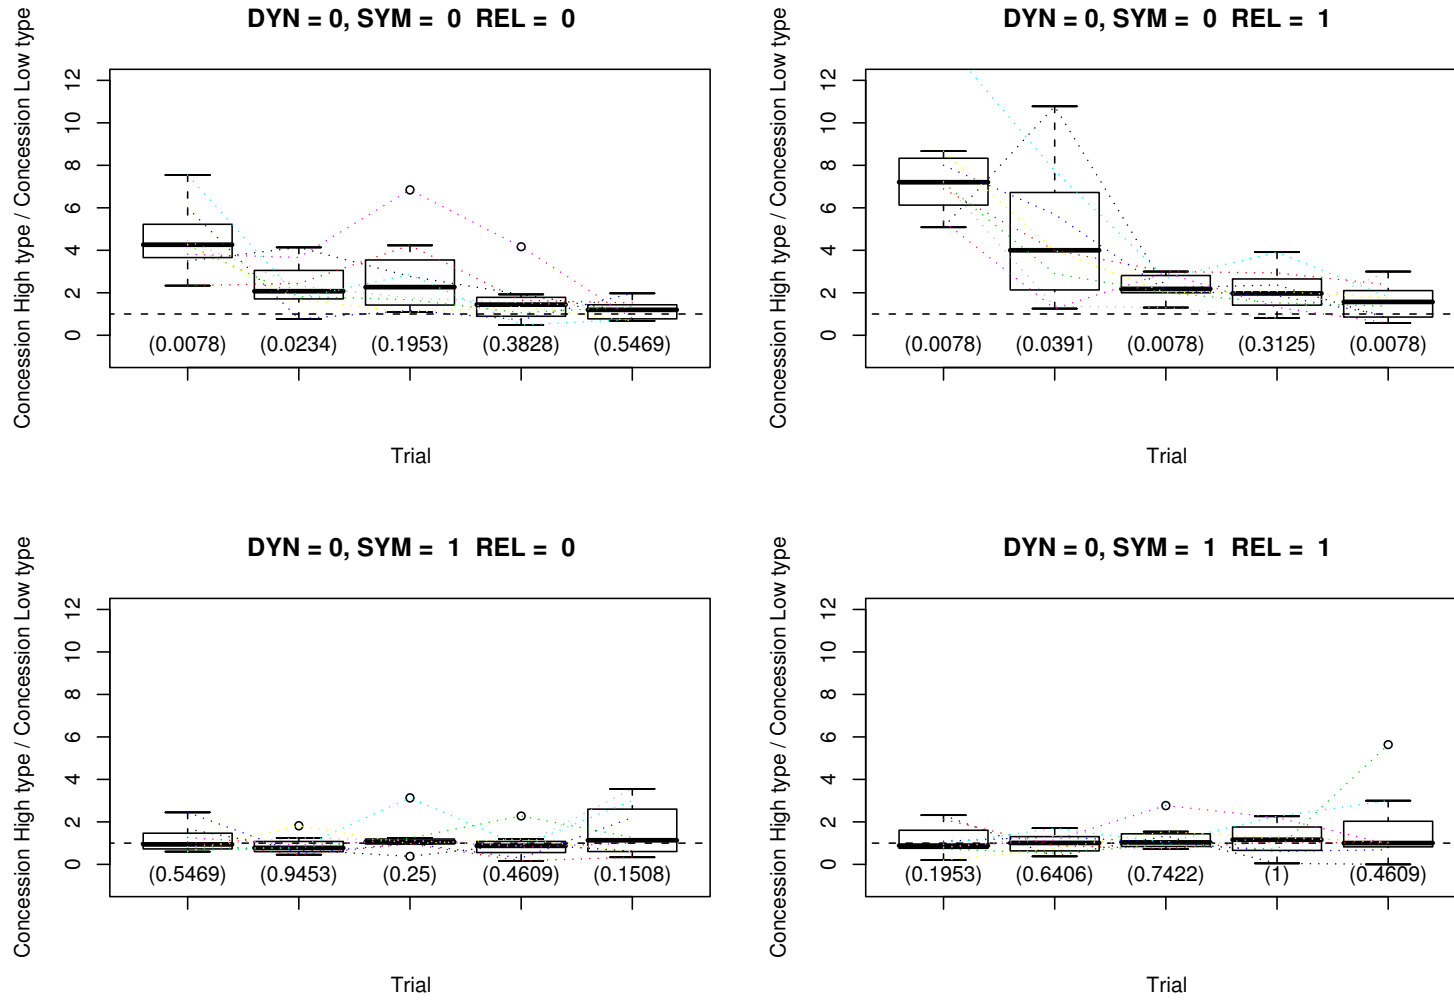 DYN = 0, SYM = 0 REL = 0
Concession High type / Concession Low type
12
10
8
6
4
2
0
(0.0078) (0.0234) (0.1953) (0.3828) (0.5469)
Trial
DYN = 0, SYM = 0 REL = 1
Concession High type / Concession Low type
12
10
8
6
4
2
0
(0.0078) (0.0391) (0.0078) (0.3125) (0.0078)
Trial
DYN = 0, SYM = 1 REL = 0
Concession High type / Concession Low type
12
10
8
6
4
2
0
(0.5469) (0.9453) (0.25) (0.4609) (0.1508)
Trial
DYN = 0, SYM = 1 REL = 1
Concession High type / Concession Low type
12
10
8
6
4
2
0
(0.1953) (0.6406) (0.7422) (1) (0.4609)
Trial